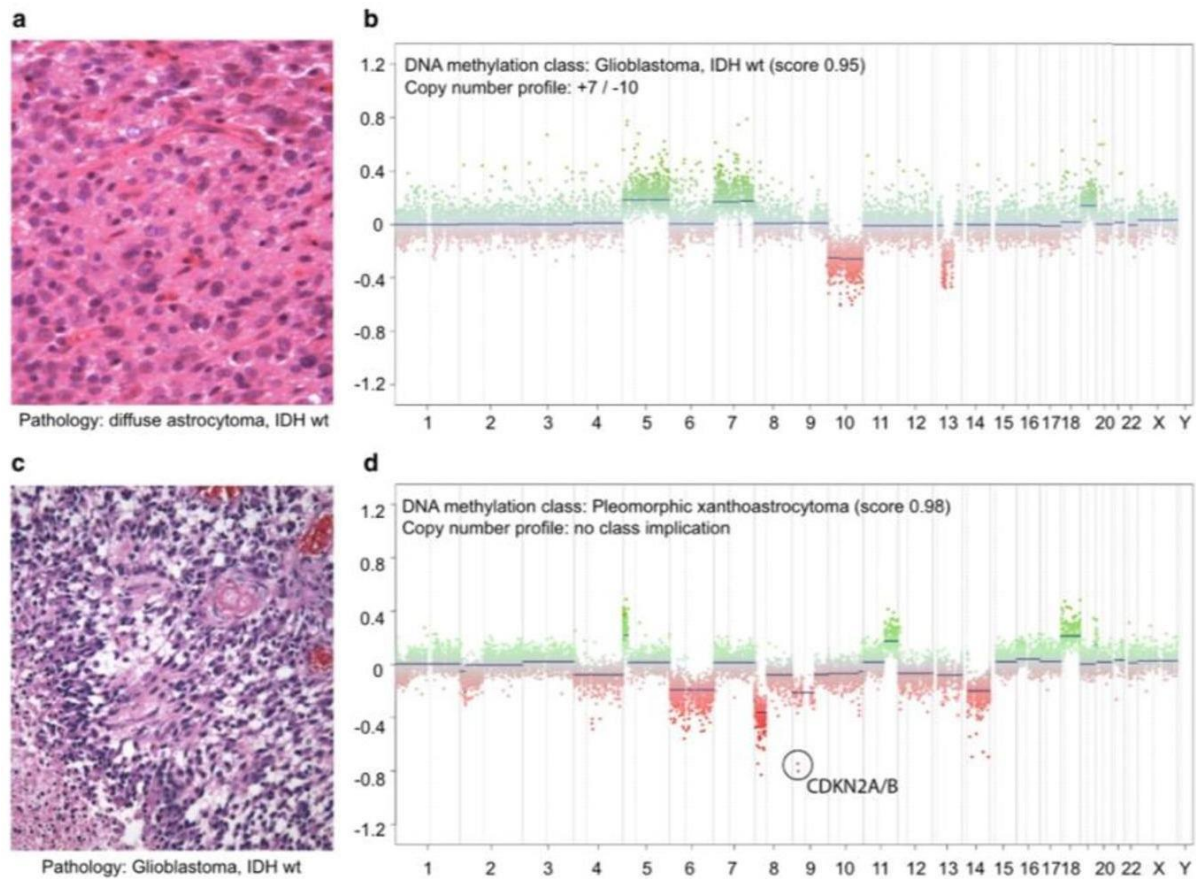 a
Pathology: diffuse astrocytoma, IDH wt
b
DNA methylation class: Glioblastoma, IDH wt (score 0.95)
Copy number profile: +7 / -10
1.2
0.8
0.4
0
-0.4
-0.8
-1.2
1 2 3 4 5 6 7 8 9 10 11 12 13 14 15 16 17 18 20 22 X Y
c
Pathology: Glioblastoma, IDH wt
d
DNA methylation class: Pleomorphic xanthoastrocytoma (score 0.98)
Copy number profile: no class implication
1.2
0.8
0.4
0
-0.4
-0.8
CDKN2A/B
-1.2
1 2 3 4 5 6 7 8 9 10 11 12 13 14 15 16 17 18 20 22 X Y